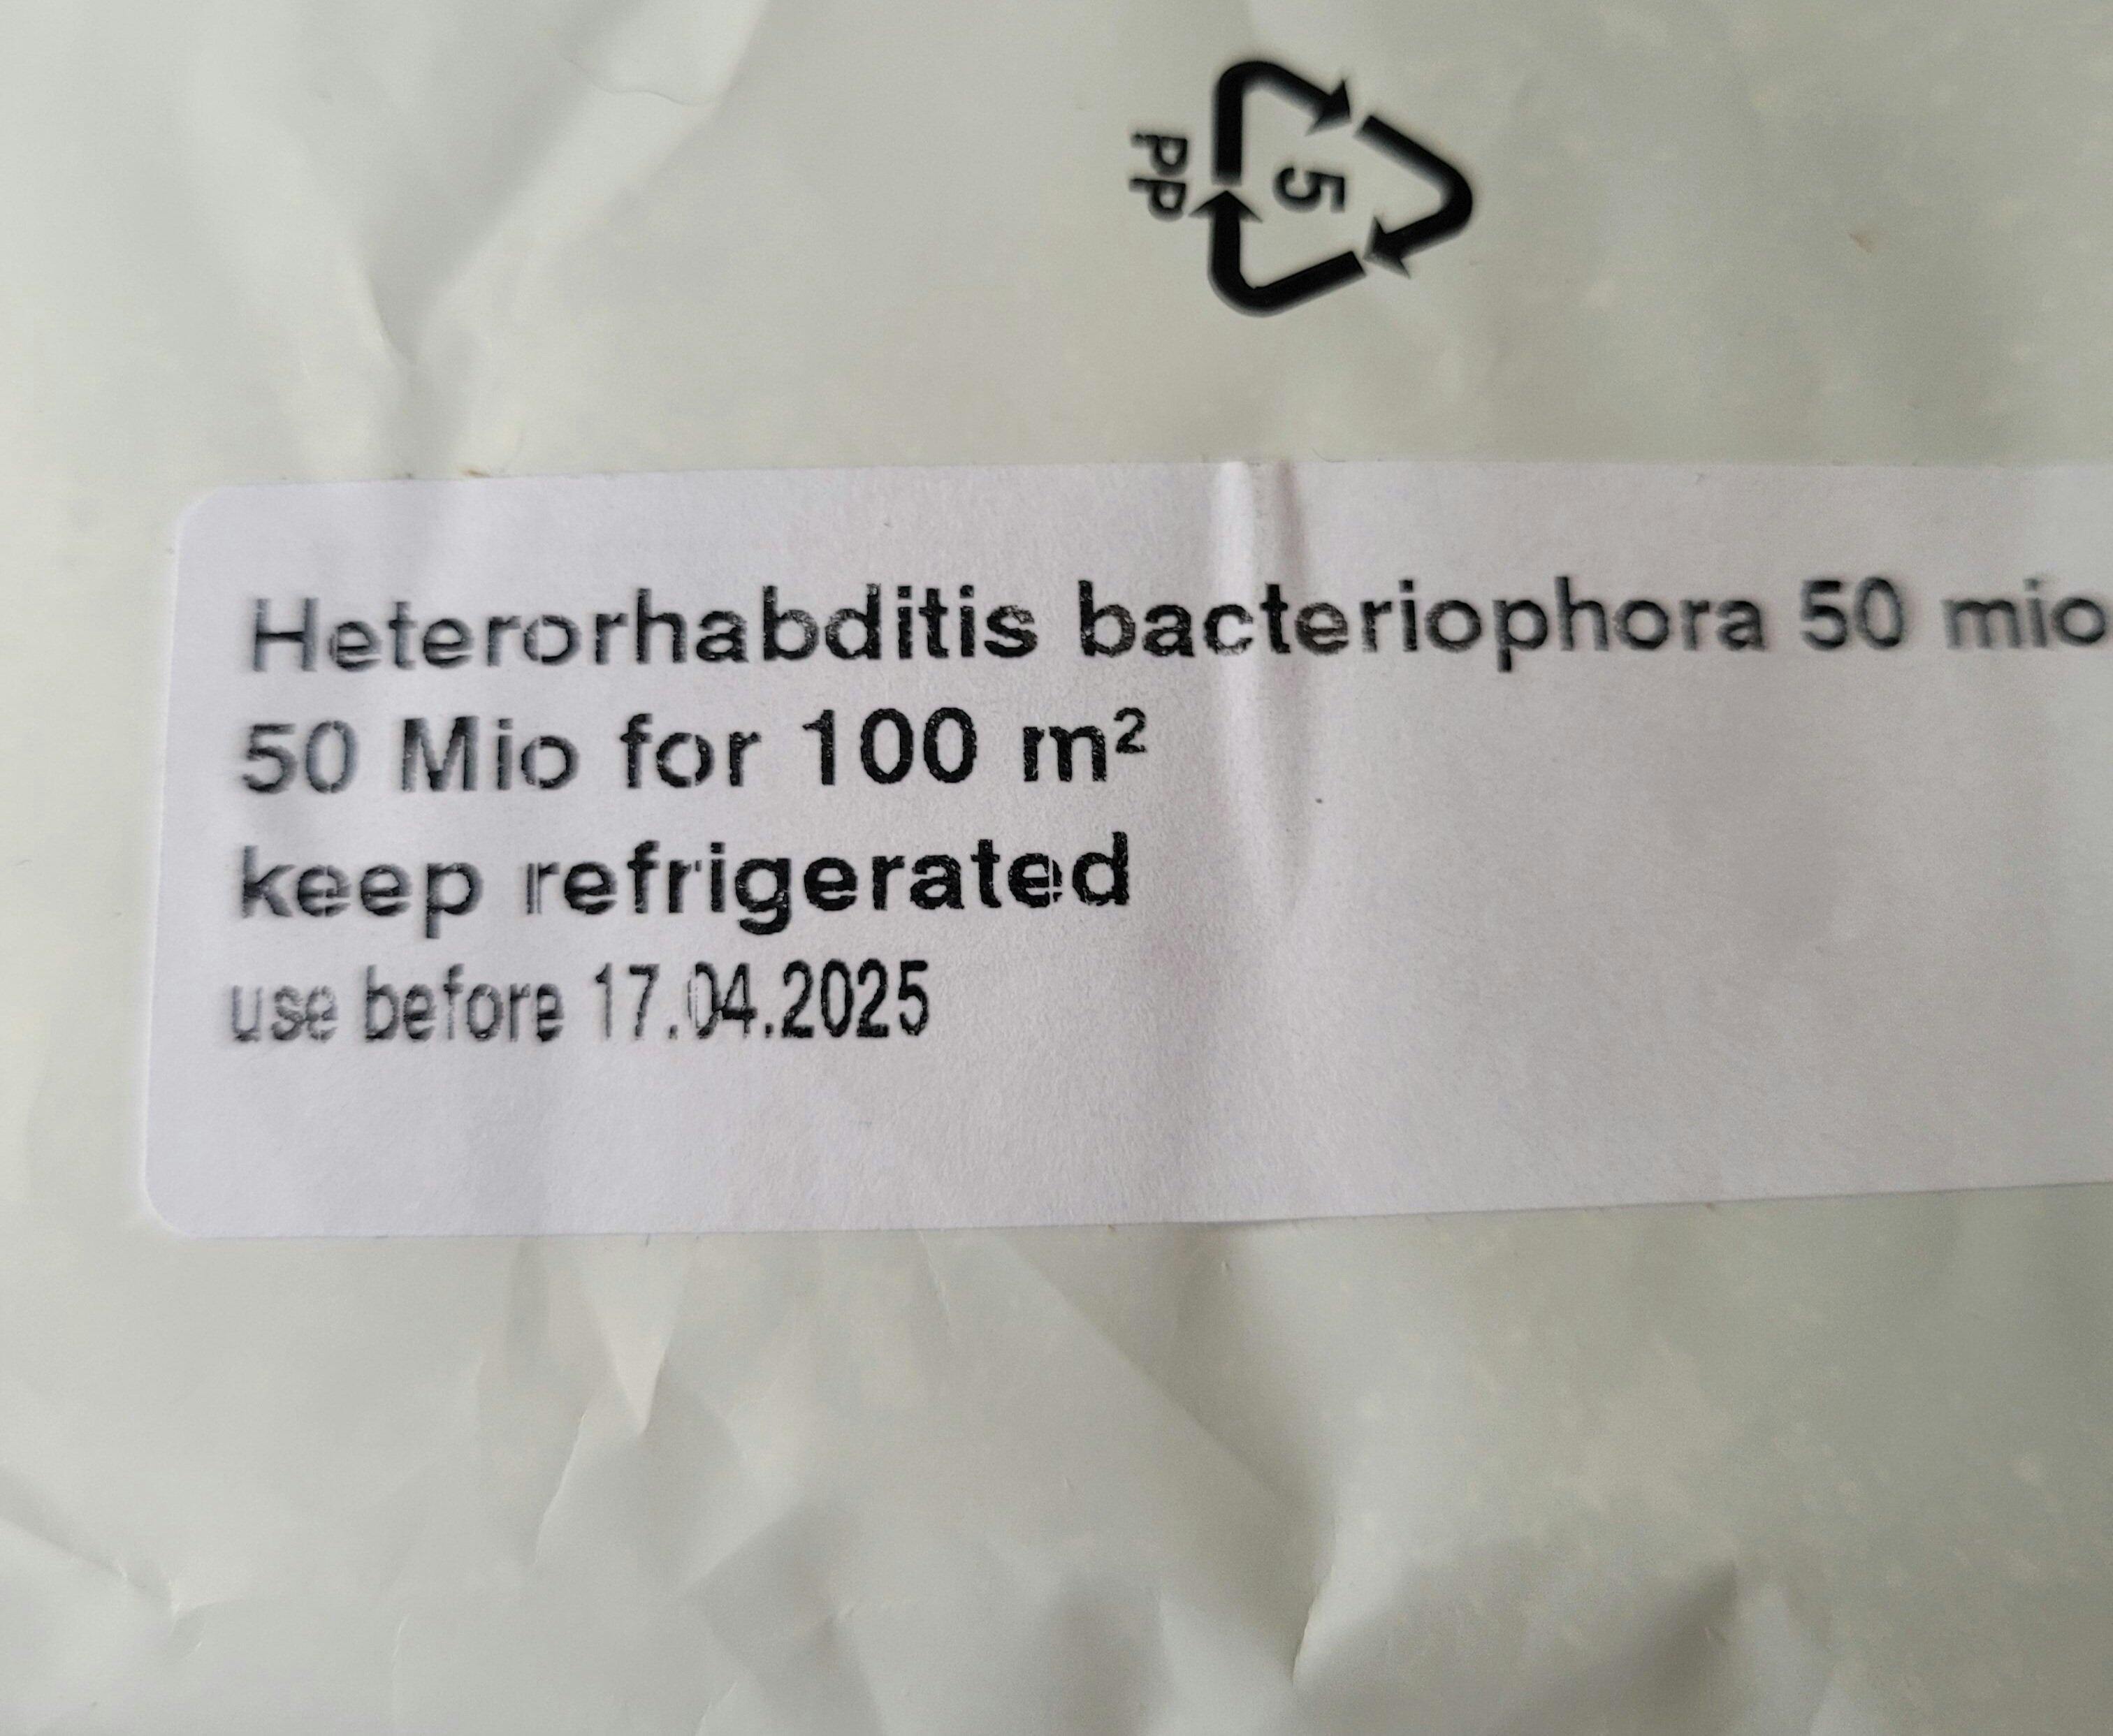 5
PP
Heterorhabditis bacteriophora 50 mio
50 Mio for 100 m²
keep refrigerated
use before 17.04.2025